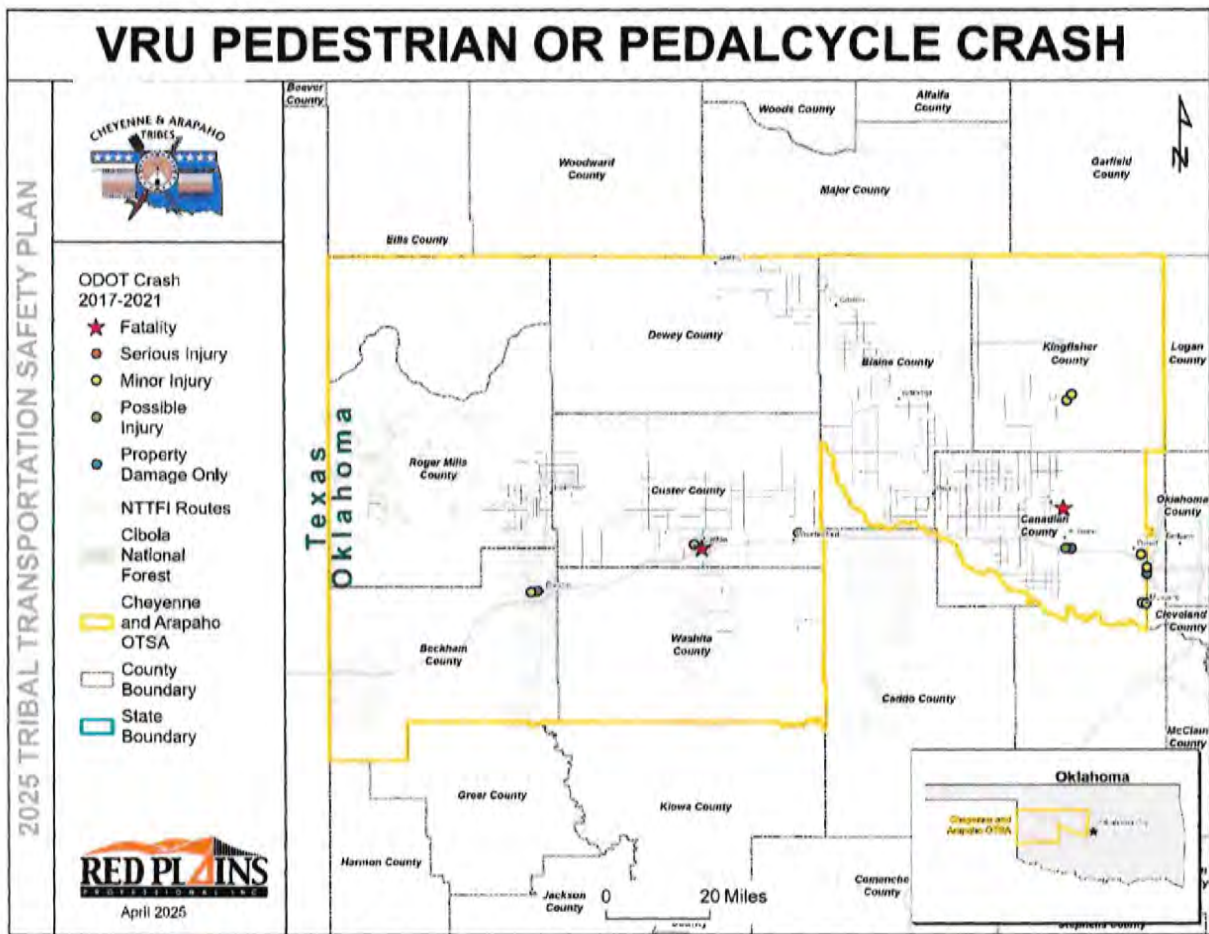 VRU PEDESTRIAN OR PEDALCYCLE CRASH
2025 TRIBAL TRANSPORTATION SAFETY PLAN
CHEYENNE & ARAPAHO
TRIBES
ODOT Crash
2017-2021
Fatality
Serious Injury
Minor Injury
Possible
Injury
Property
Damage Only
NTTFI Routes
Cibola
National
Forest
Cheyenne
and Arapaho
OTSA
County
Boundary
State
Boundary
RED PLAINS
PROFESSIONAL INC
April 2025
Beaver
County
Woods County
Alfalfa
County
Woodward
County
Major County
Garfield
County
Ellis County
N
Dewey County
Blaine County
Kingfisher
County
Logan
County
Texas
Oklahoma
Roger Mills
County
Custer County
Canadian
County
Oklahoma
County
Cleveland
County
Beckham
County
Washita
County
Caddo County
McClain
County
Greer County
Kiowa County
Harmon County
Jackson
County
Comanche
County
Stephens County
0 20 Miles
Oklahoma
Cheyenne and
Arapaho OTSA